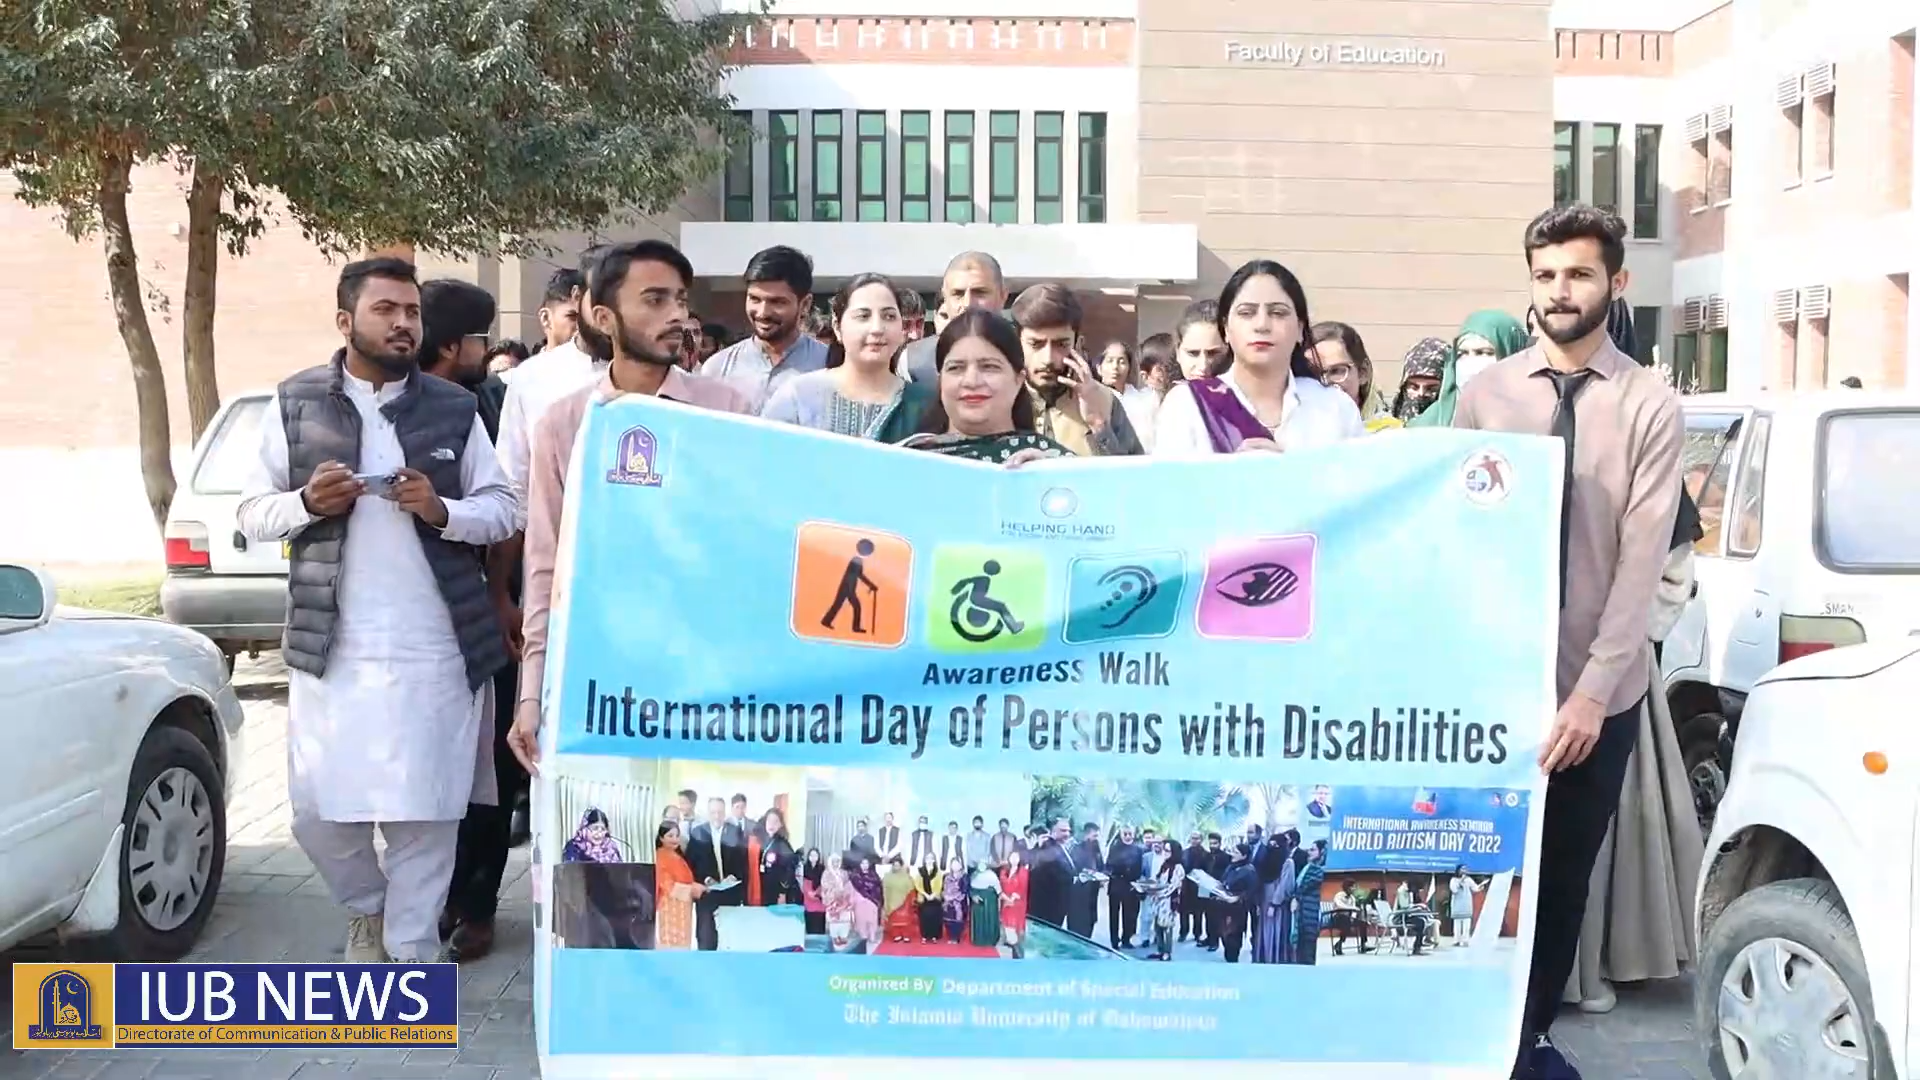 Faculty of Education
HELPING HAND
Awareness Walk
International Day of Persons with Disabilities
INTERNATIONAL AWARENESS SEMINAR
WORLD AUTISM DAY 2022
Organized By Department of Special Education
The Islamia University of Bahawalpur
IUB NEWS
Directorate of Communication & Public Relations